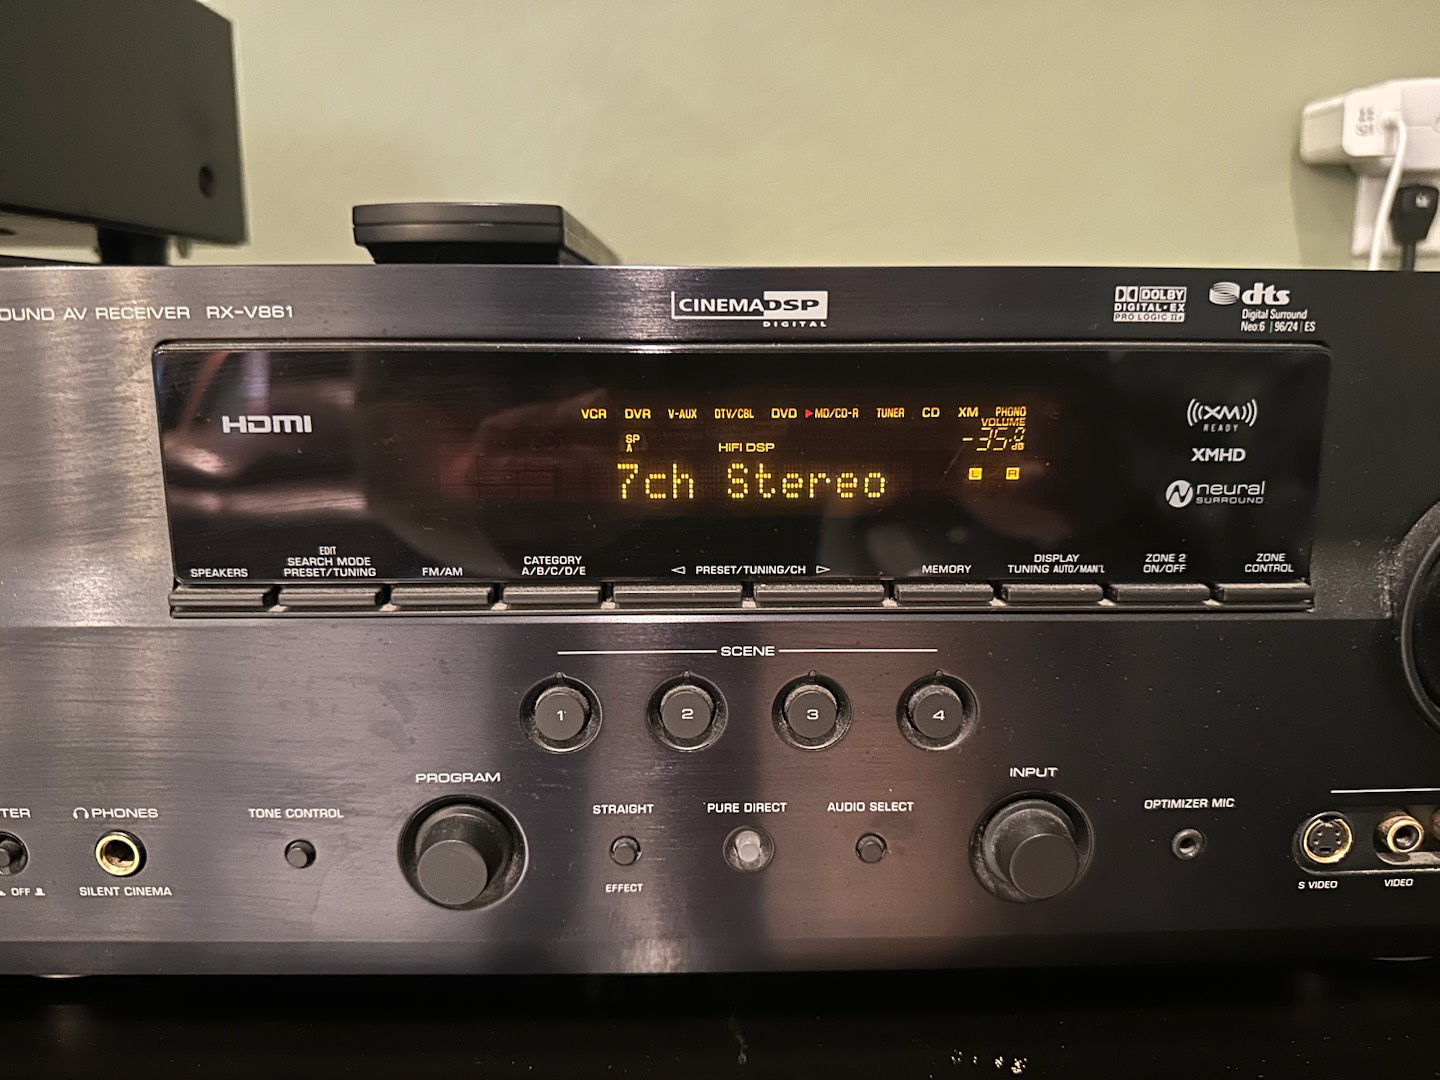 OUND AV RECEIVER RX-V861
CINEMA DSP
DIGITAL
DOLBY
DIGITAL•EX
PRO LOGIC IIx
dts
Digital Surround
Neo:6 | 96/24 | ES
HDMI
VCR DVR V-AUX DTV/CBL DVD MD/CD-R TUNER CD XM PHONO
VOLUME
SP
A
HiFi DSP
-35.0
dB
7ch Stereo
L R
((XM))
READY
XMHD
neural
SURROUND
SPEAKERS
EDIT
SEARCH MODE
PRESET/TUNING
FM/AM
CATEGORY
A/B/C/D/E
◁ PRESET/TUNING/CH ▷
MEMORY
DISPLAY
TUNING AUTO/MAN'L
ZONE 2
ON/OFF
ZONE
CONTROL
SCENE
1 2 3 4
PROGRAM
INPUT
TER
OFF
PHONES
SILENT CINEMA
TONE CONTROL
STRAIGHT
EFFECT
PURE DIRECT
AUDIO SELECT
OPTIMIZER MIC
S VIDEO
VIDEO